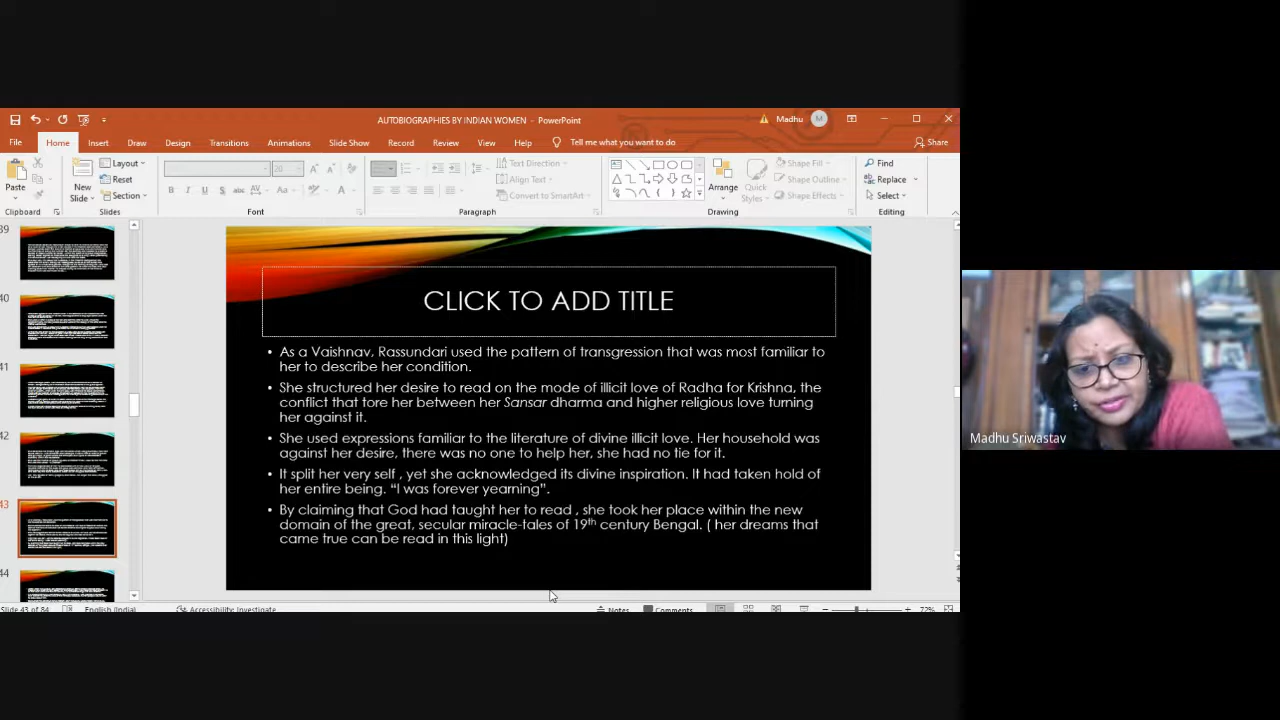 AUTOBIOGRAPHIES BY INDIAN WOMEN - PowerPoint
Madhu
M
File
Home
Insert
Draw
Design
Transitions
Animations
Slide Show
Record
Review
View
Help
Tell me what you want to do
Share
Paste
New
Slide
Layout
Reset
Section
20
Text Direction
Align Text
Convert to SmartArt
Arrange
Quick
Styles
Shape Fill
Shape Outline
Shape Effects
Find
Replace
Select
Clipboard
Slides
Font
Paragraph
Drawing
Editing
39
40
41
42
43
44
CLICK TO ADD TITLE
• As a Vaishnav, Rassundari used the pattern of transgression that was most familiar to
her to describe her condition.
• She structured her desire to read on the mode of illicit love of Radha for Krishna, the
conflict that tore her between her Sansar dharma and higher religious love turning
her against it.
• She used expressions familiar to the literature of divine illicit love. Her household was
against her desire, there was no one to help her, she had no tie for it.
• It split her very self , yet she acknowledged its divine inspiration. It had taken hold of
her entire being. “I was forever yearning”.
• By claiming that God had taught her to read , she took her place within the new
domain of the great, secular miracle-tales of 19th century Bengal. ( her dreams that
came true can be read in this light)
Madhu Sriwastav
Slide 43 of 84
English (India)
Accessibility: Investigate
Notes
Comments
72%